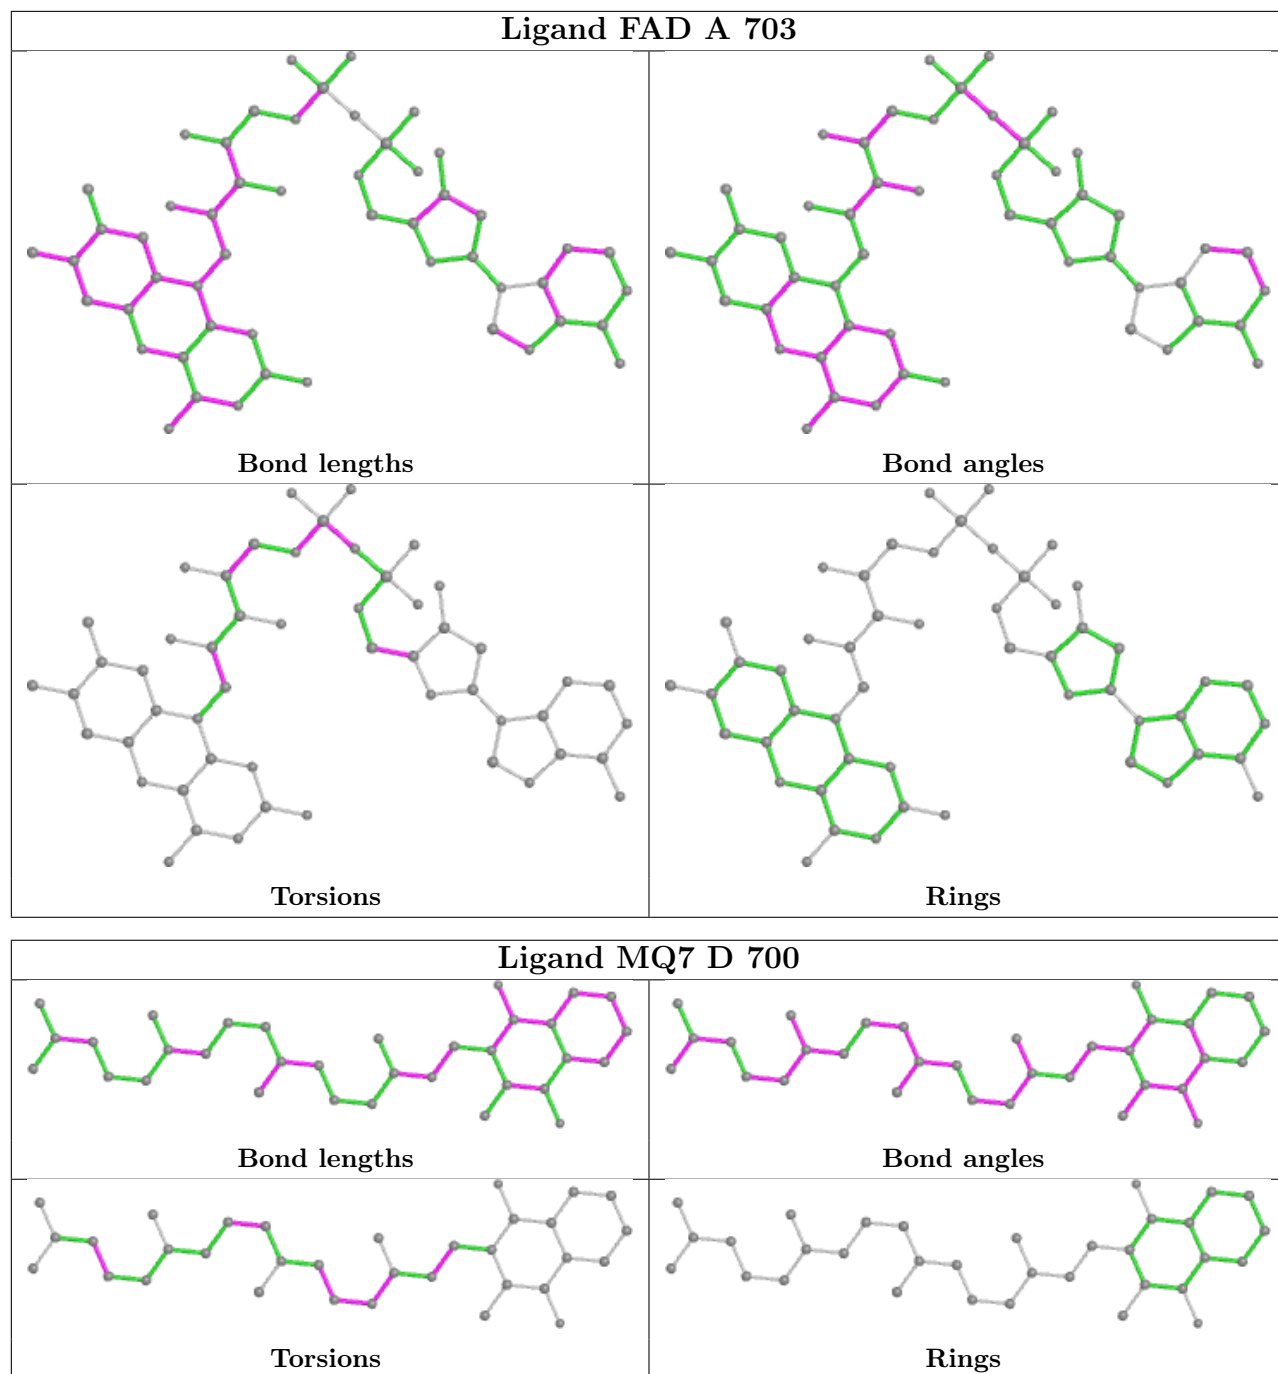 Ligand FAD A 703
Bond lengths
Bond angles
Torsions
Rings
Ligand MQ7 D 700
Bond lengths
Bond angles
Torsions
Rings